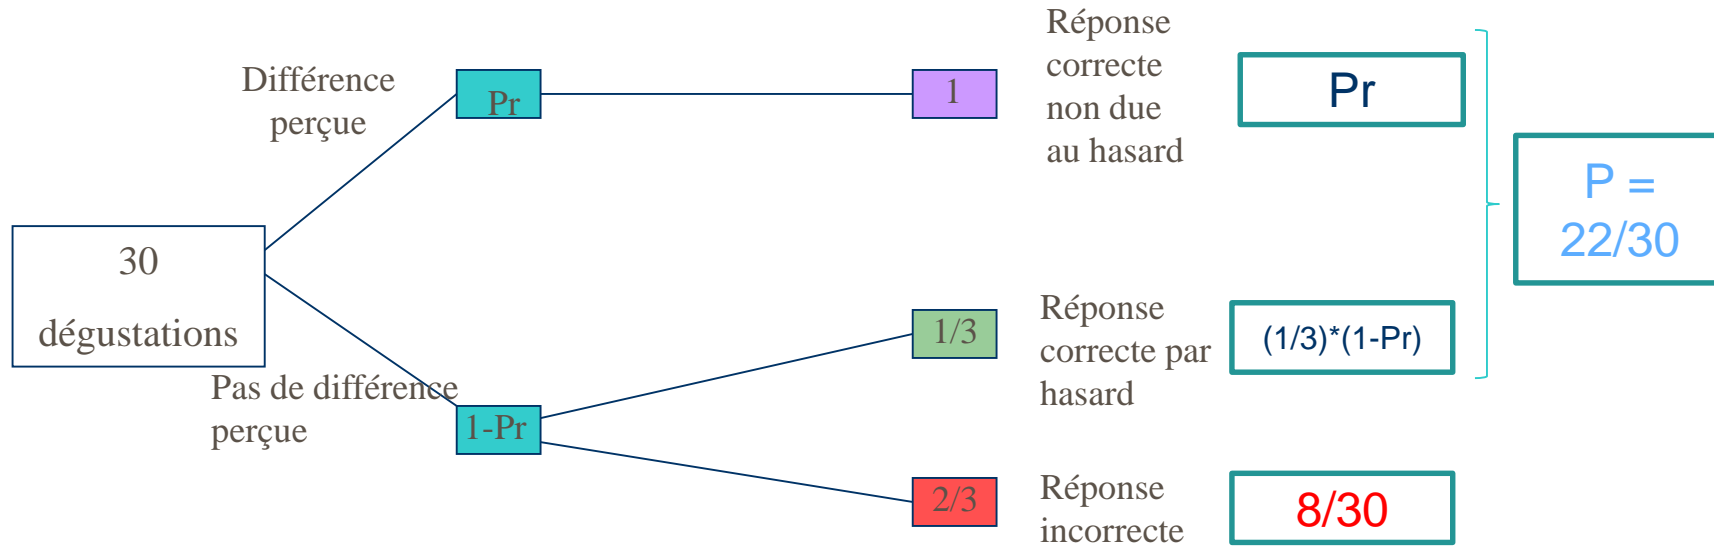 Différence
perçue
Pr
1
Réponse
correcte
non due
au hasard
Pr
P =
22/30
30
dégustations
Pas de différence
perçue
1-Pr
1/3
Réponse
correcte par
hasard
(1/3)*(1-Pr)
2/3
Réponse
incorrecte
8/30